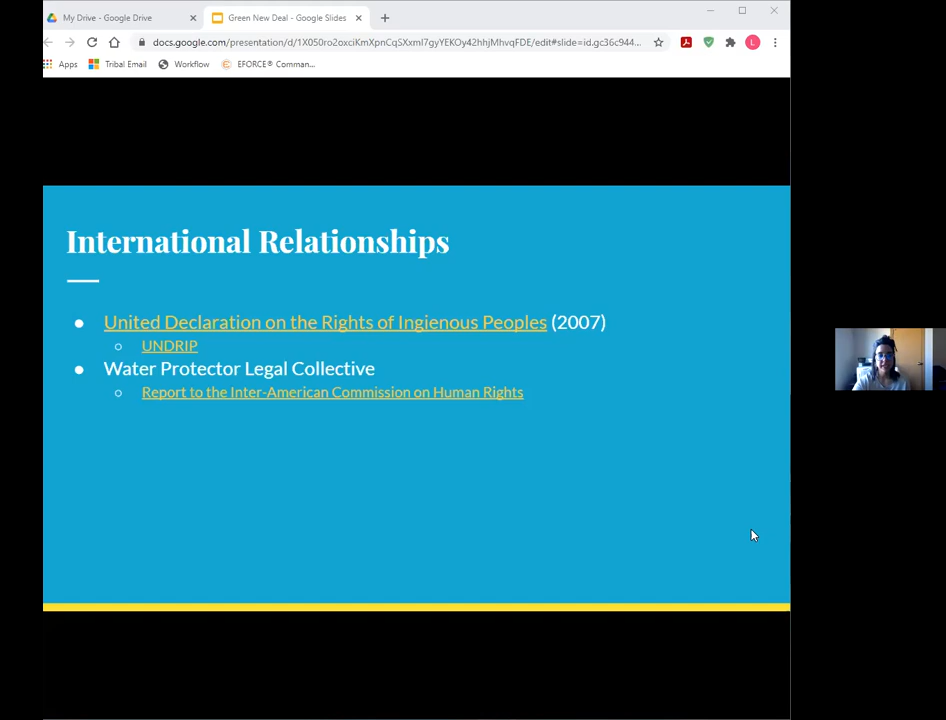 My Drive - Google Drive
Green New Deal - Google Slides
docs.google.com/presentation/d/1X050ro2oxciKmXpnCqSXxml7gyYEKOy42hhjMhvqFDE/edit#slide=id.gc36c944...
L
Apps Tribal Email Workflow EFORCE® Comman...
International Relationships
United Declaration on the Rights of Ingienous Peoples (2007)
UNDRIP
Water Protector Legal Collective
Report to the Inter-American Commission on Human Rights